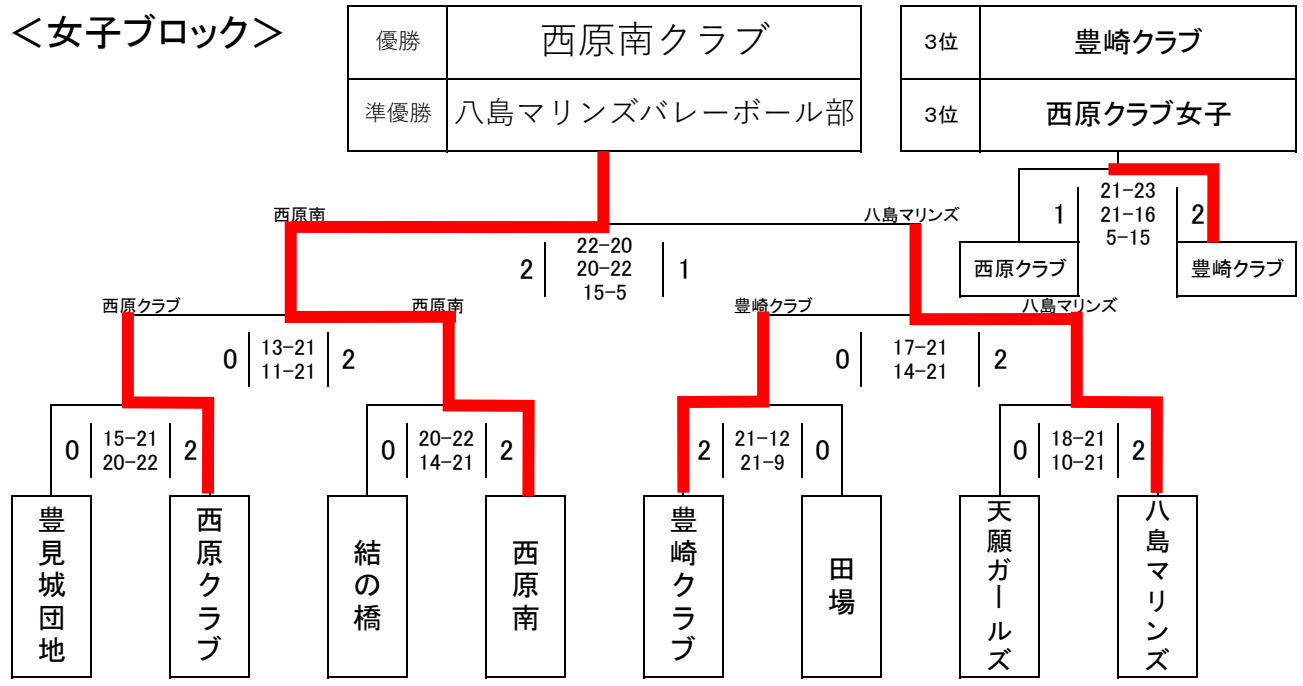 ＜女子ブロック＞
優勝 西原南クラブ
準優勝 八島マリンズバレーボール部
3位 豊崎クラブ
3位 西原クラブ女子
1 21-23 2
21-16
5-15
西原クラブ 豊崎クラブ
西原南 八島マリンズ
2 22-20 1
20-22
15-5
西原クラブ 西原南 豊崎クラブ 八島マリンズ
0 13-21 2
11-21
0 17-21 2
14-21
0 15-21 2
20-22
0 20-22 2
14-21
2 21-12 0
21-9
0 18-21 2
10-21
豊見城団地
西原クラブ
結の橋
西原南
豊崎クラブ
田場
天願ガールズ
八島マリンズ